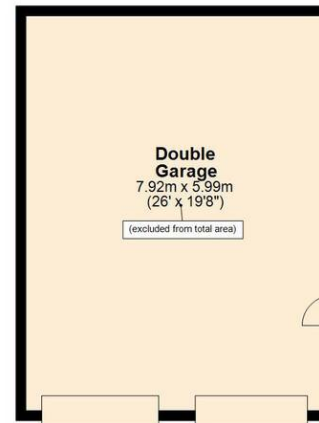 Double
Garage
7.92m x 5.99m
(26' x 19'8")
(excluded from total area)